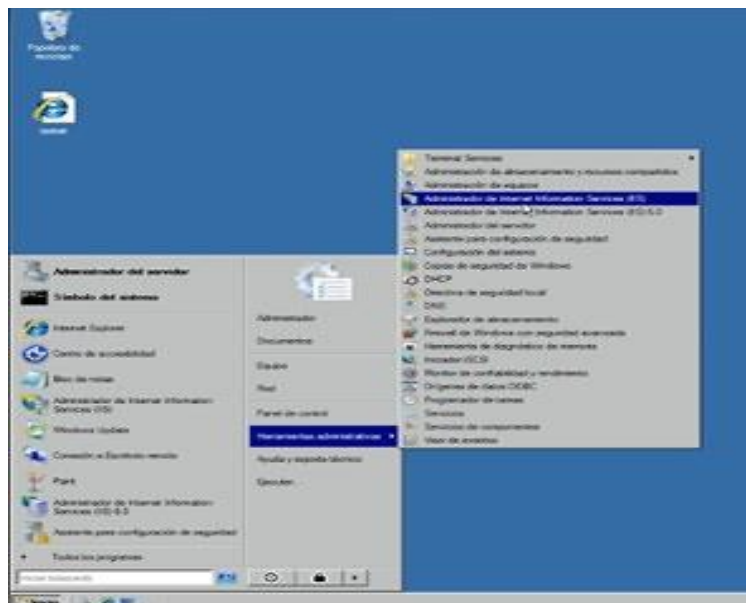 Papelera de
reciclaje
Terminal Services
Administración de almacenamiento y recursos compartidos
Administración de equipos
Administrador de Internet Information Services (IIS)
Administrador de Internet Information Services (IIS) 6.0
Administrador del servidor
Asistente para configuración de seguridad
Configuración del sistema
Copias de seguridad de Windows
DHCP
Directiva de seguridad local
DNS
Explorador de almacenamiento
Firewall de Windows con seguridad avanzada
Herramienta de diagnóstico de memoria
Iniciador iSCSI
Monitor de confiabilidad y rendimiento
Orígenes de datos ODBC
Programador de tareas
Servicios
Servicios de componentes
Visor de eventos
Administrador del servidor
Símbolo del sistema
Internet Explorer
Centro de accesibilidad
Bloc de notas
Administrador de Internet Information
Services (IIS)
Windows Update
Conexión a Escritorio remoto
Paint
Administrador de Internet Information
Services (IIS) 6.0
Asistente para configuración de seguridad
Todos los programas
Iniciar búsqueda
Administrador
Documentos
Equipo
Red
Panel de control
Herramientas administrativas
Ayuda y soporte técnico
Ejecutar...
Inicio